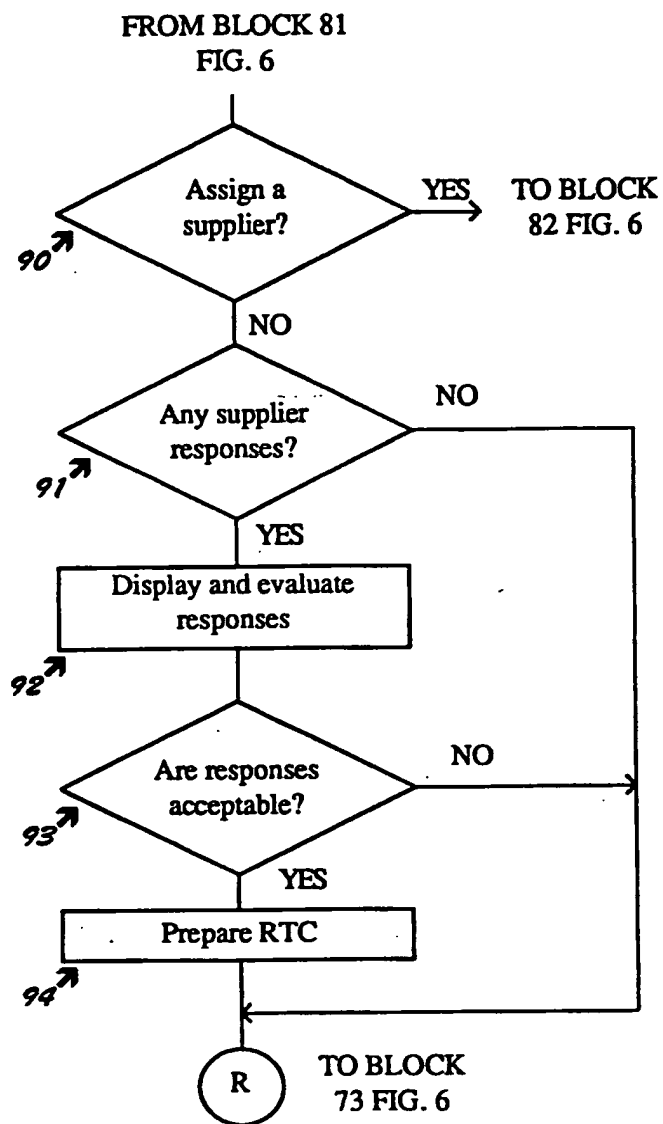 FROM BLOCK 81
FIG. 6
Assign a
supplier?
YES
TO BLOCK
82 FIG. 6
90
NO
Any supplier
responses?
NO
91
YES
Display and evaluate
responses
92
Are responses
acceptable?
NO
93
YES
Prepare RTC
94
R
TO BLOCK
73 FIG. 6